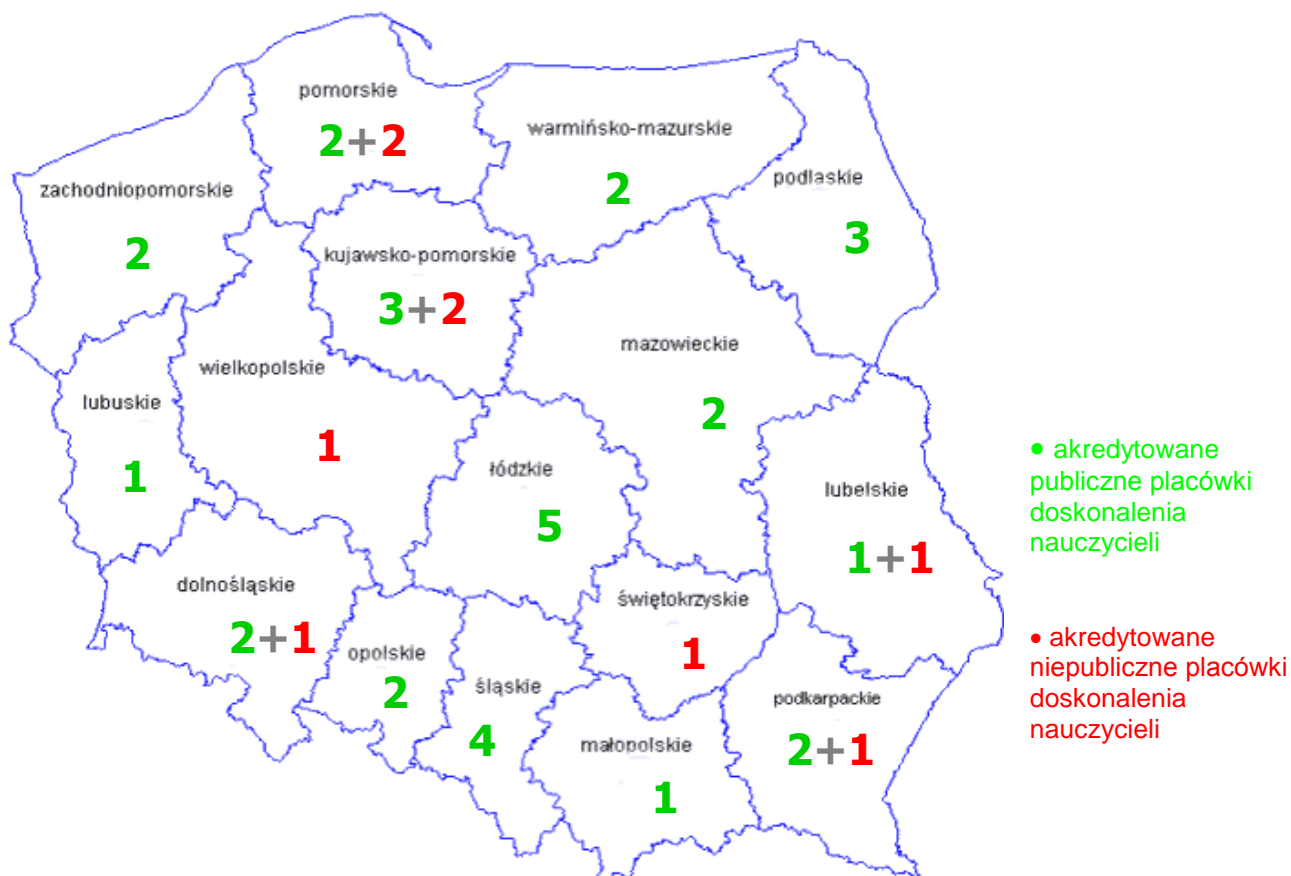 pomorskie
2+2
warmińsko-mazurskie
2
podlaskie
3
zachodniopomorskie
2
kujawsko-pomorskie
3+2
mazowieckie
2
wielkopolskie
1
lubuskie
1
łódzkie
5
lubelskie
1+1
dolnośląskie
2+1
opolskie
2
śląskie
4
świętokrzyskie
1
małopolskie
1
podkarpackie
2+1
• akredytowane
publiczne placówki
doskonalenia
nauczycieli
• akredytowane
niepubliczne placówki
doskonalenia
nauczycieli